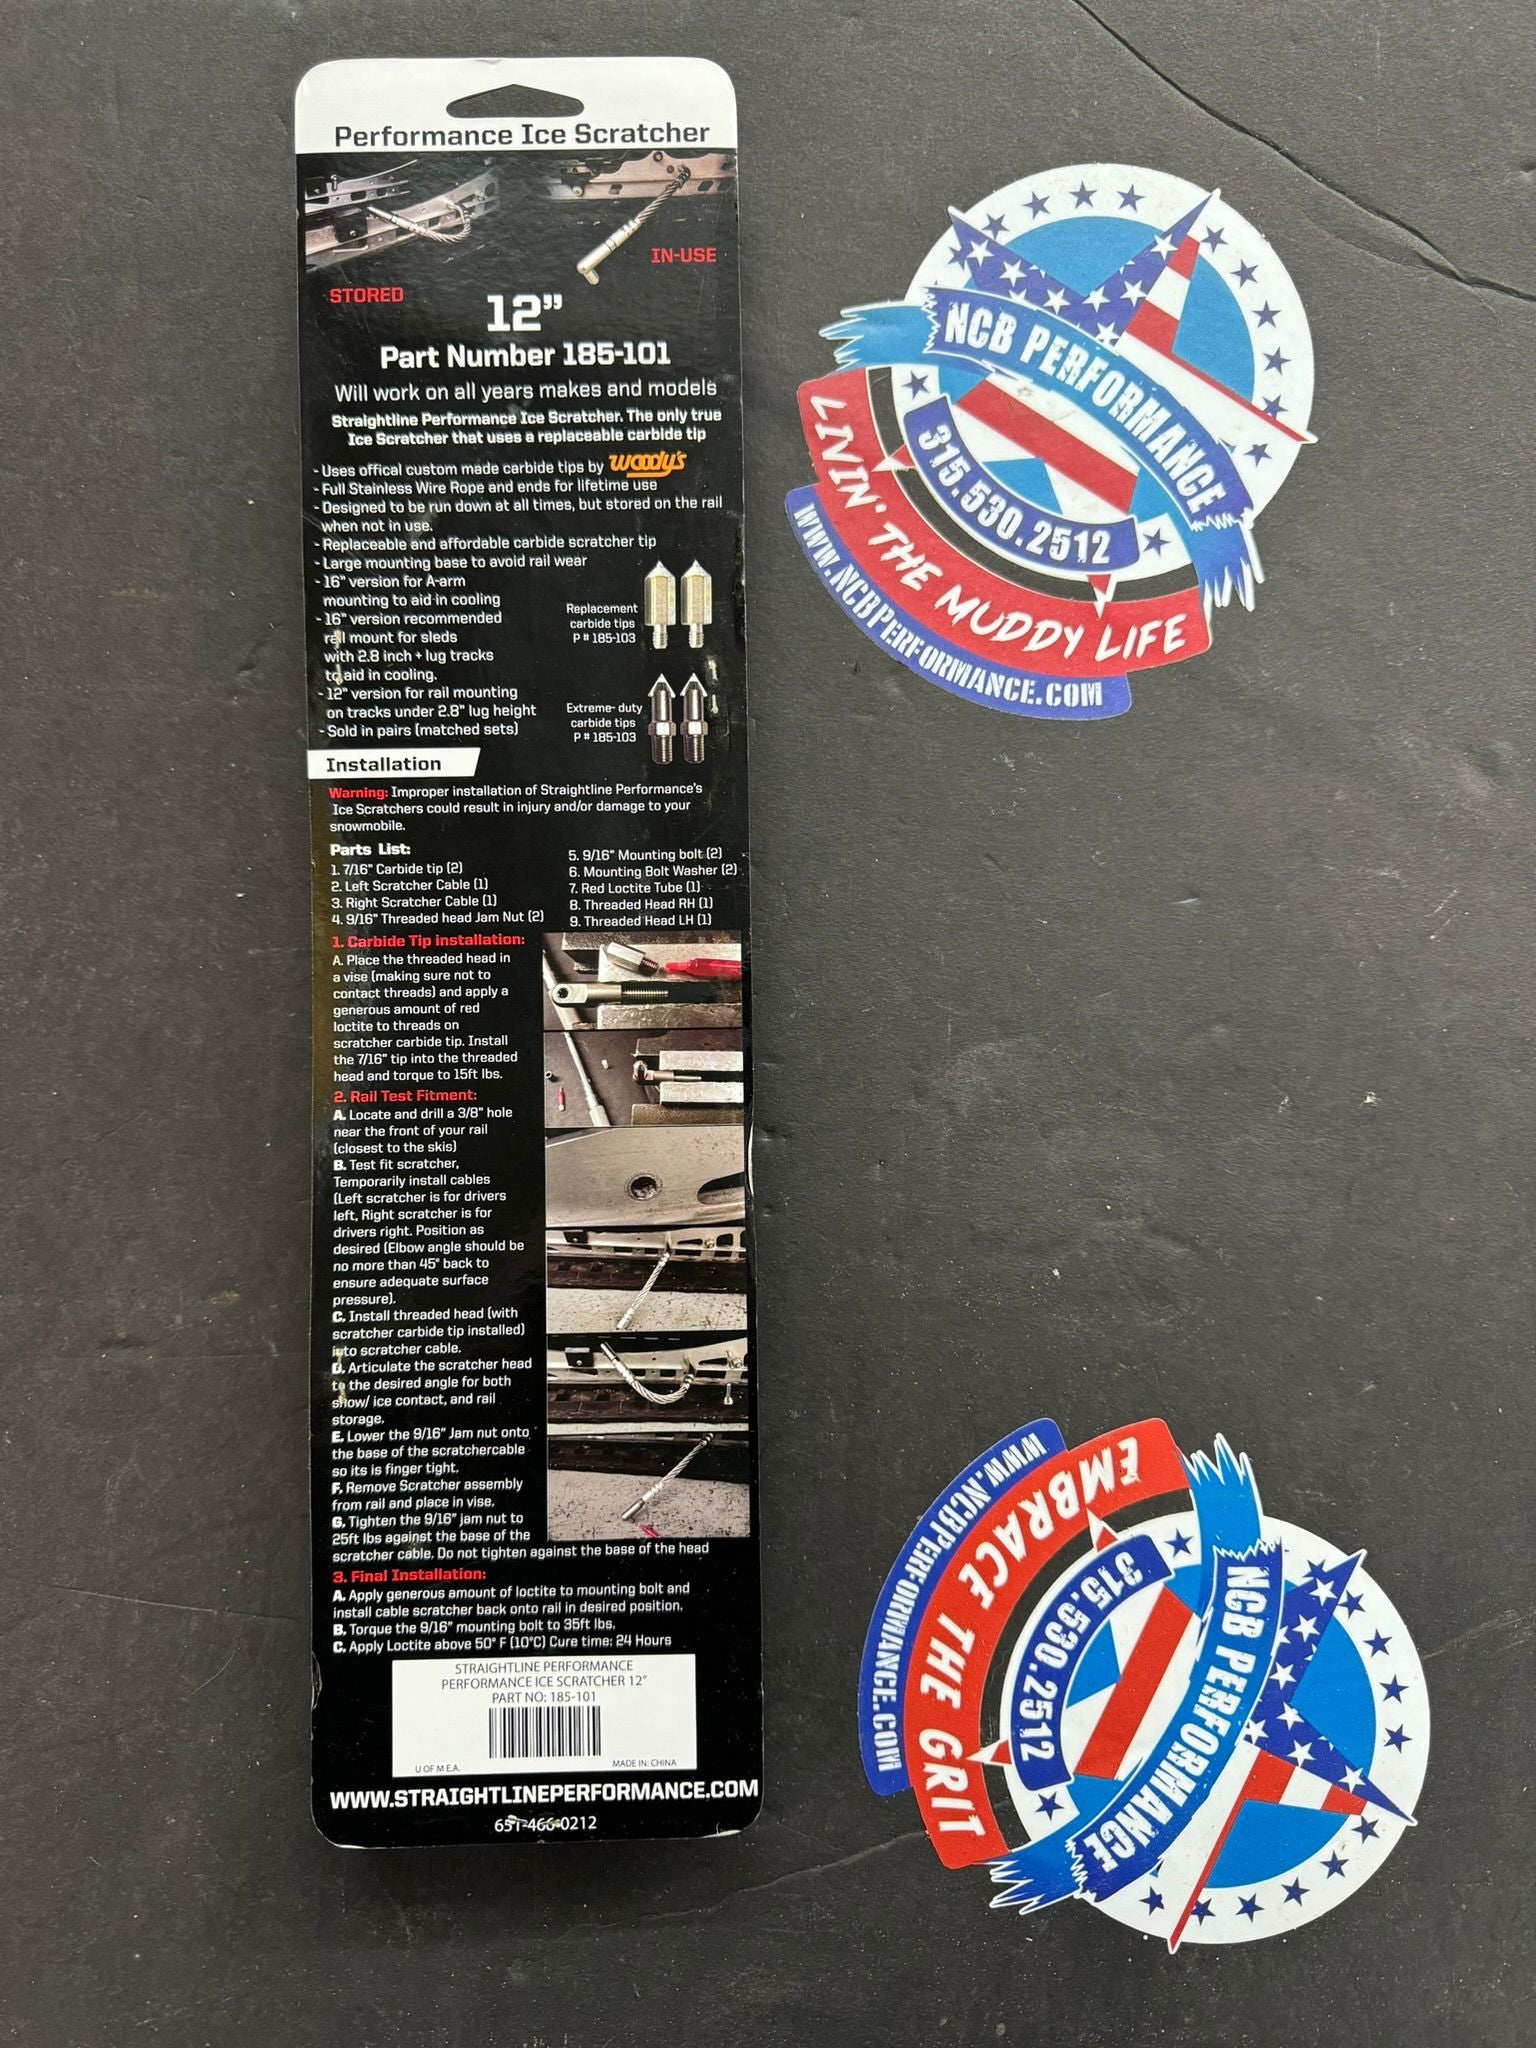 Performance Ice Scratcher
STORED
IN-USE
12"
Part Number 185-101
Will work on all years makes and models
Straightline Performance Ice Scratcher. The only true
Ice Scratcher that uses a replaceable carbide tip
- Uses offical custom made carbide tips by woody's
- Full Stainless Wire Rope and ends for lifetime use
- Designed to be run down at all times, but stored on the rail
when not in use.
- Replaceable and affordable carbide scratcher tip
- Large mounting base to avoid rail wear
- 16" version for A-arm
mounting to aid in cooling
- 16" version recommended
rail mount for sleds
with 2.8 inch + lug tracks
to aid in cooling.
- 12" version for rail mounting
on tracks under 2.8" lug height
- Sold in pairs (matched sets)
Replacement
carbide tips
P # 185-103
Extreme- duty
carbide tips
P # 185-103
Installation
Warning: Improper installation of Straightline Performance's
Ice Scratchers could result in injury and/or damage to your
snowmobile.
Parts List:
1. 7/16" Carbide tip (2)
2. Left Scratcher Cable (1)
3. Right Scratcher Cable (1)
4. 9/16" Threaded head Jam Nut (2)
5. 9/16" Mounting bolt (2)
6. Mounting Bolt Washer (2)
7. Red Loctite Tube (1)
8. Threaded Head RH (1)
9. Threaded Head LH (1)
1. Carbide Tip installation:
A. Place the threaded head in
a vise (making sure not to
contact threads) and apply a
generous amount of red
loctite to threads on
scratcher carbide tip. Install
the 7/16" tip into the threaded
head and torque to 15ft lbs.
2. Rail Test Fitment:
A. Locate and drill a 3/8" hole
near the front of your rail
(closest to the skis)
B. Test fit scratcher,
Temporarily install cables
(Left scratcher is for drivers
left, Right scratcher is for
drivers right. Position as
desired (Elbow angle should be
no more than 45° back to
ensure adequate surface
pressure).
C. Install threaded head (with
scratcher carbide tip installed)
into scratcher cable.
D. Articulate the scratcher head
to the desired angle for both
show/ ice contact, and rail
storage.
E. Lower the 9/16" Jam nut onto
the base of the scratchercable
so its is finger tight.
F. Remove Scratcher assembly
from rail and place in vise.
G. Tighten the 9/16" jam nut to
25ft lbs against the base of the
scratcher cable. Do not tighten against the base of the head
3. Final Installation:
A. Apply generous amount of loctite to mounting bolt and
install cable scratcher back onto rail in desired position.
B. Torque the 9/16" mounting bolt to 35ft lbs.
C. Apply Loctite above 50° F (10°C) Cure time: 24 Hours
STRAIGHTLINE PERFORMANCE
PERFORMANCE ICE SCRATCHER 12"
PART NO: 185-101
U OF M E.A.
MADE IN: CHINA
WWW.STRAIGHTLINEPERFORMANCE.COM
651-466-0212
NCB PERFORMANCE
315.530.2512
LIVIN' THE MUDDY LIFE
WWW.NCBPERFORMANCE.COM
NCB PERFORMANCE
315.530.2512
EMBRACE THE GRIT
WWW.NCBPERFORMANCE.COM